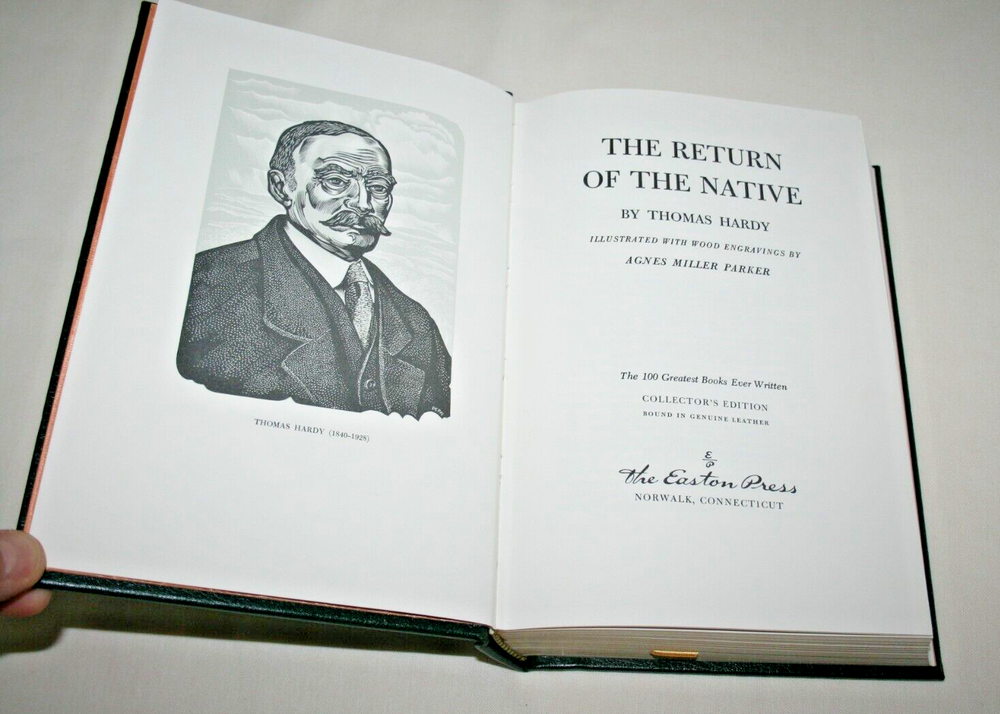 THOMAS HARDY (1840-1928)
THE RETURN
OF THE NATIVE
BY THOMAS HARDY
ILLUSTRATED WITH WOOD ENGRAVINGS BY
AGNES MILLER PARKER
The 100 Greatest Books Ever Written
COLLECTOR'S EDITION
BOUND IN GENUINE LEATHER
E
P
The Easton Press
NORWALK, CONNECTICUT